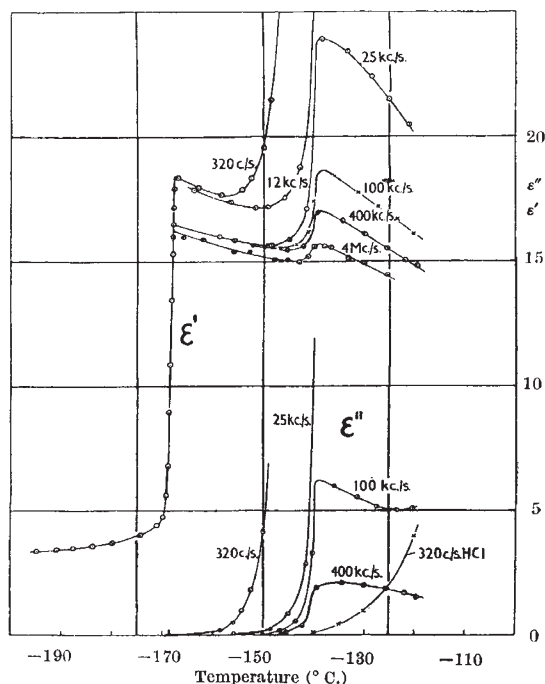 25 kc/s.
320 c/s.
12 kc/s.
100 kc/s.
400 kc/s.
4 Mc/s.
20
ε″
ε′
15
ε'
10
25 kc/s.
ε"
100 kc./s.
5
320 c/s.
320 c/s. HCl
400 kc/s.
0
−190
−170
−150
−130
−110
Temperature (° C.)